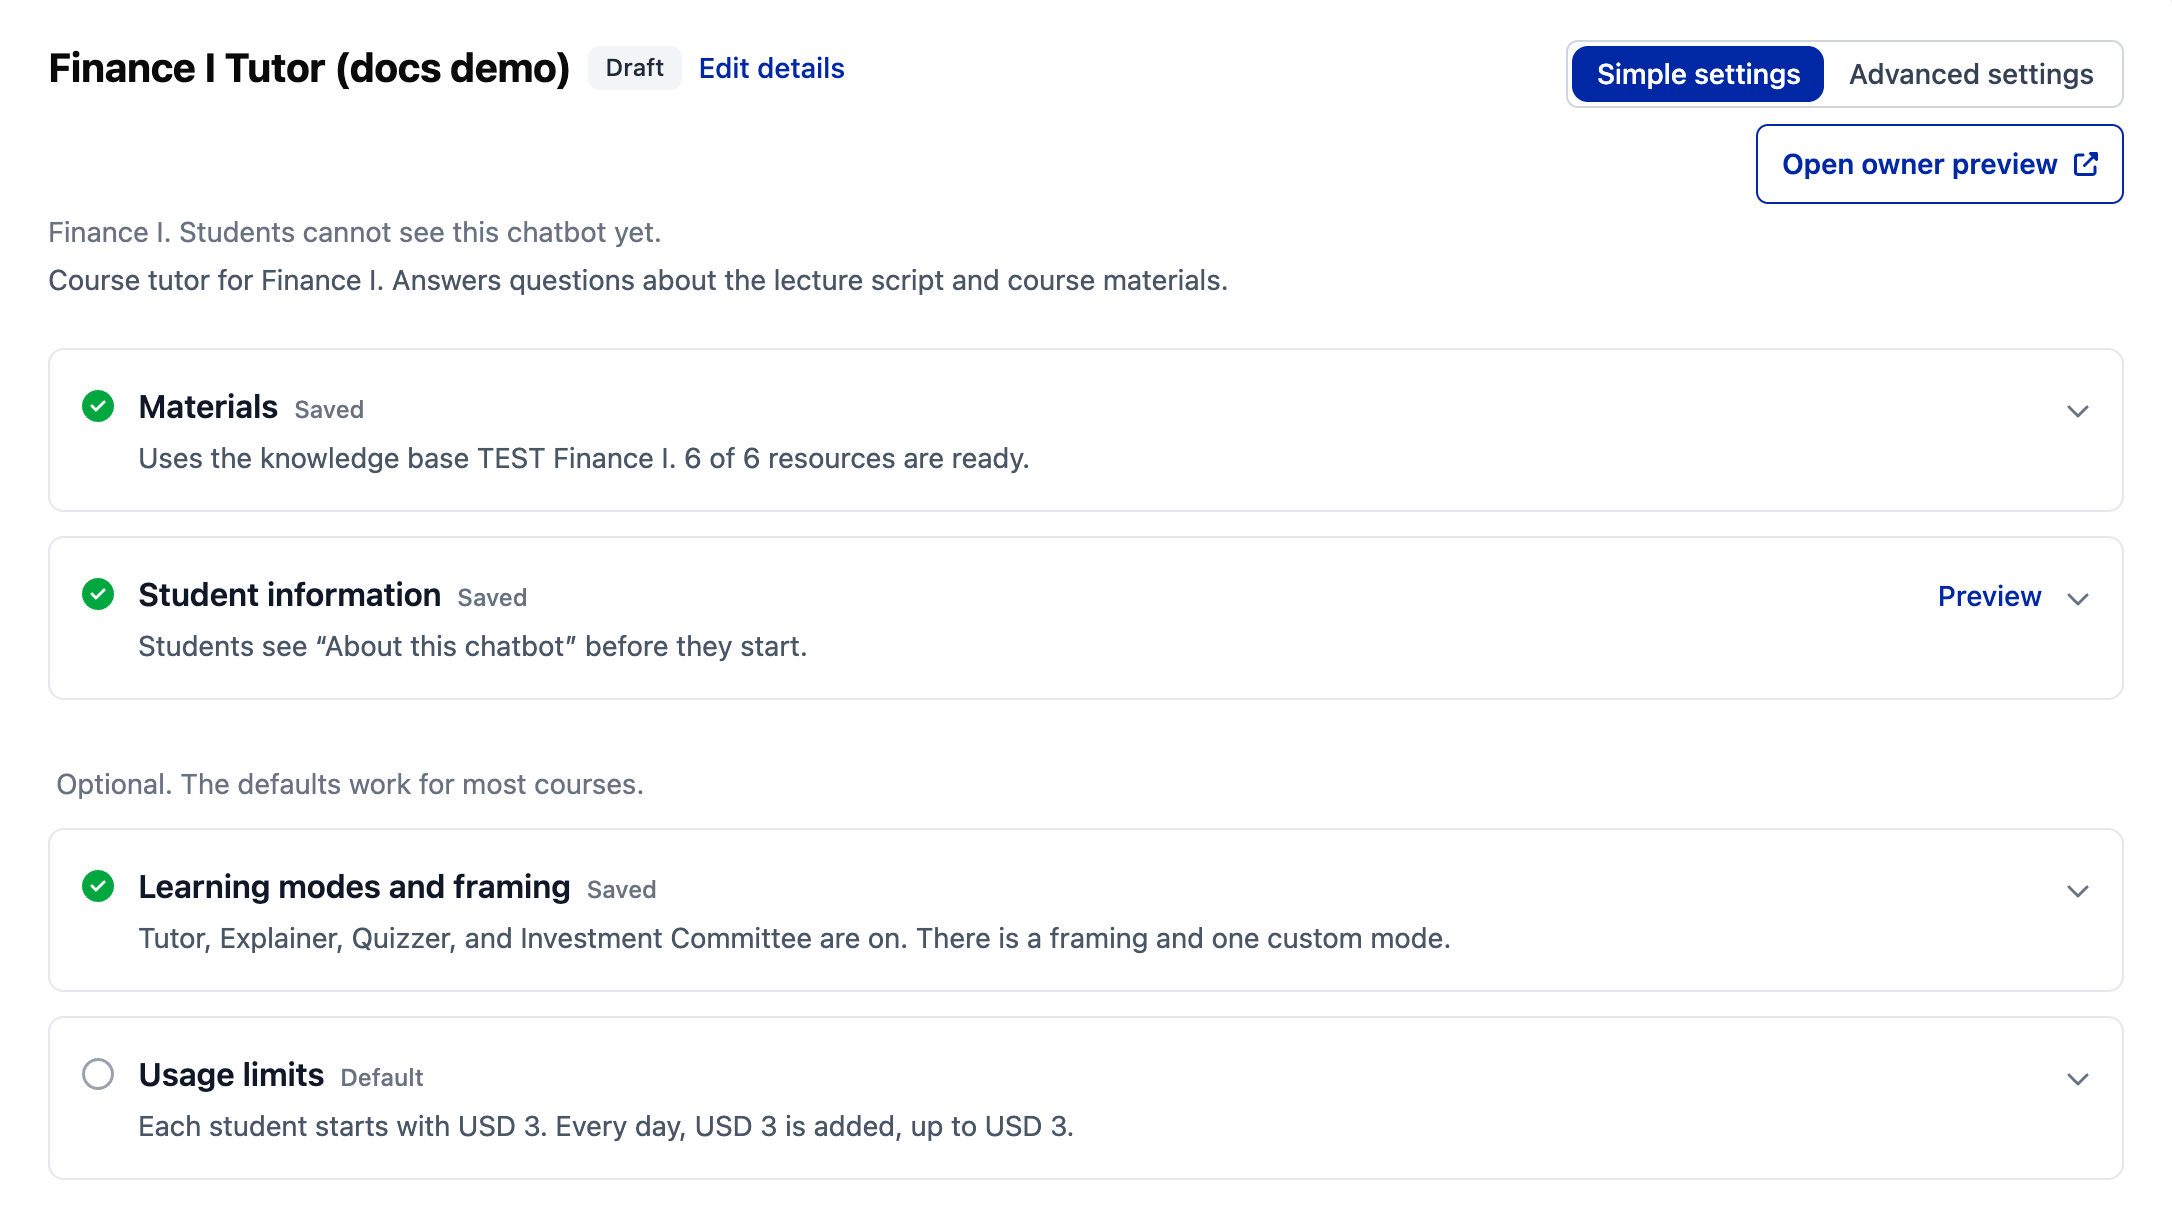 Finance I Tutor (docs demo) Draft Edit details
Simple settings Advanced settings
Open owner preview
Finance I. Students cannot see this chatbot yet.
Course tutor for Finance I. Answers questions about the lecture script and course materials.
Materials Saved
Uses the knowledge base TEST Finance I. 6 of 6 resources are ready.
Student information Saved
Preview
Students see “About this chatbot” before they start.
Optional. The defaults work for most courses.
Learning modes and framing Saved
Tutor, Explainer, Quizzer, and Investment Committee are on. There is a framing and one custom mode.
Usage limits Default
Each student starts with USD 3. Every day, USD 3 is added, up to USD 3.